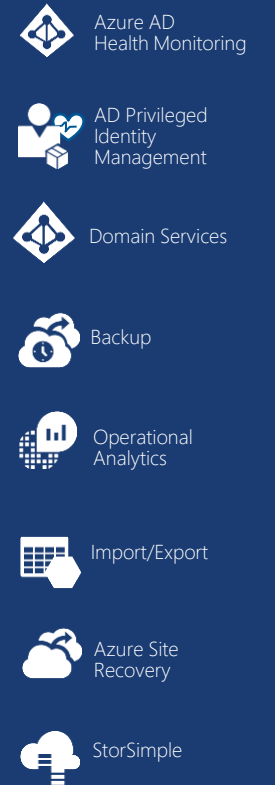 Azure AD
Health Monitoring
AD Privileged
Identity
Management
Domain Services
Backup
Operational
Analytics
Import/Export
Azure Site
Recovery
StorSimple